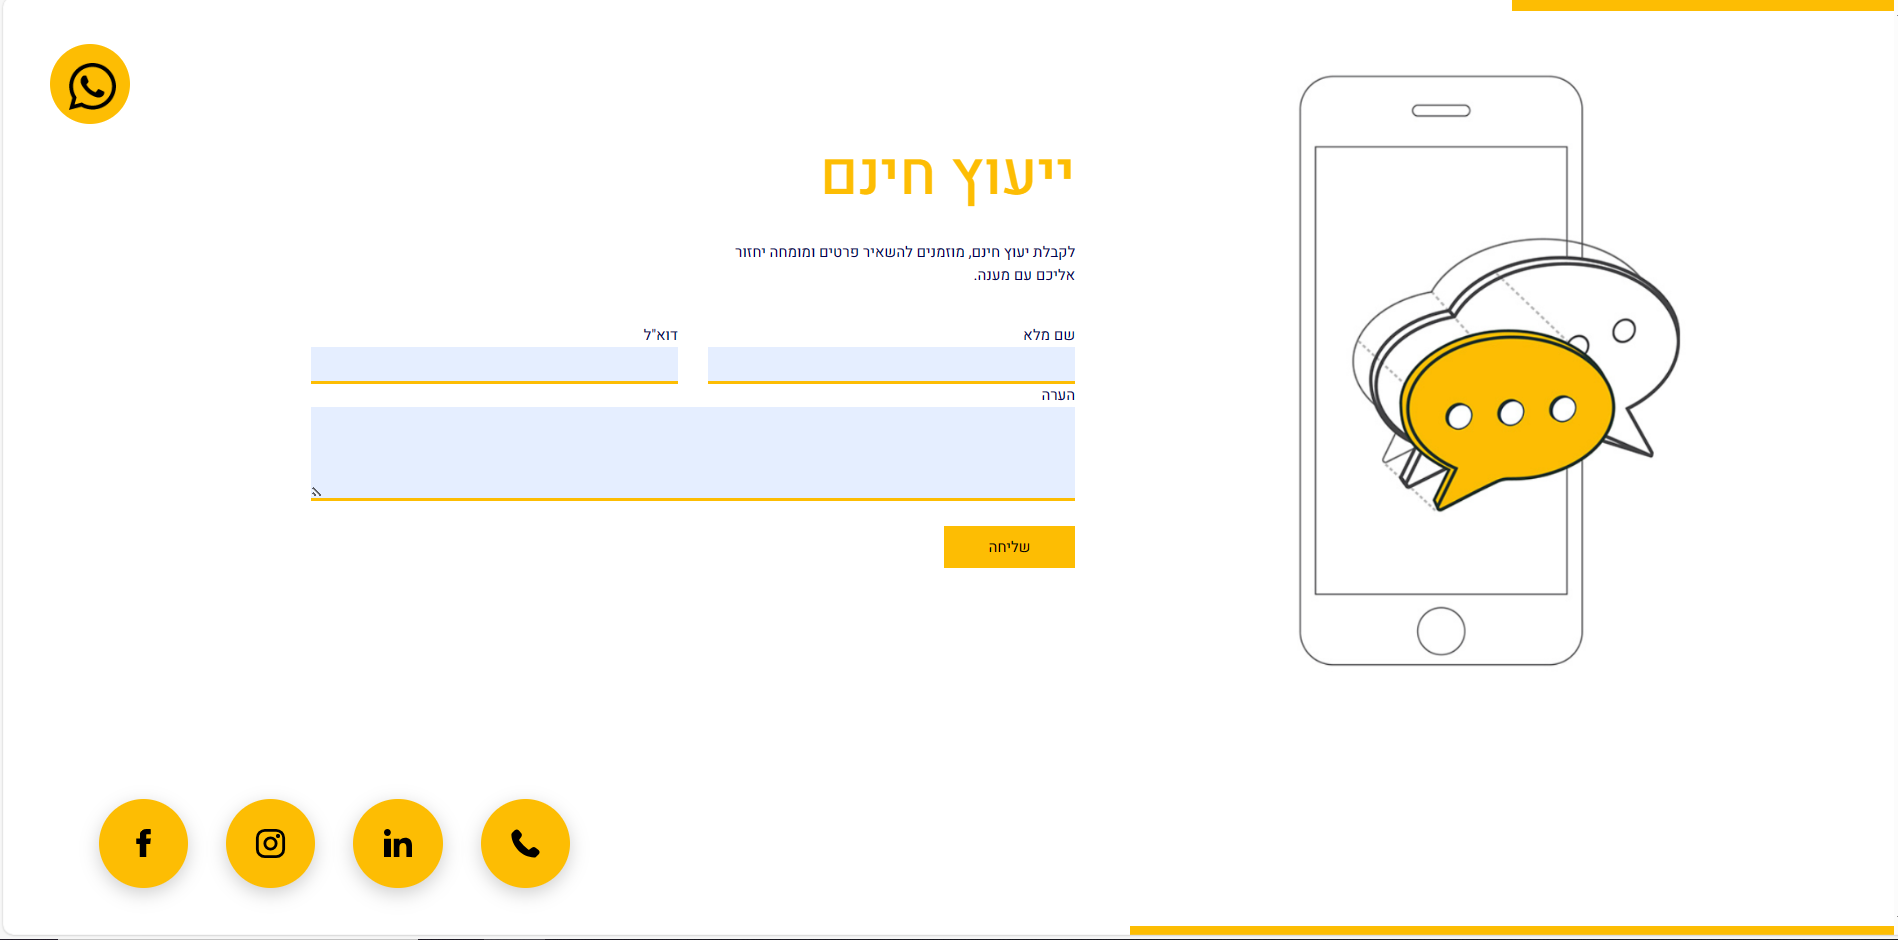 ייעוץ חינם
לקבלת יעוץ חינם, מוזמנים להשאיר פרטים ומומחה יחזור
אליכם עם מענה.
שם מלא
דוא"ל
הערה
שליחה